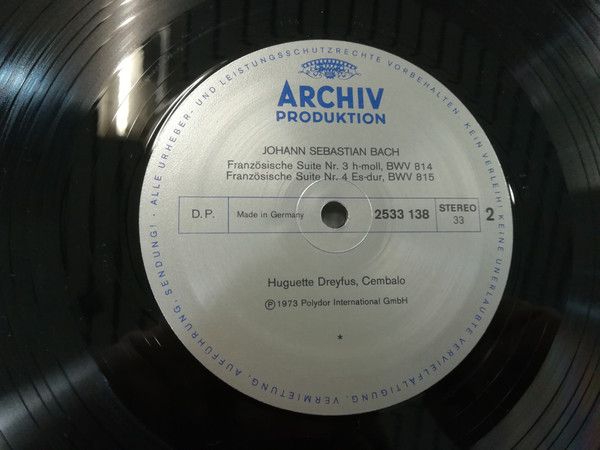 ALLE URHEBER- UND LEISTUNGSSCHUTZRECHTE VORBEHALTEN · KEIN VERLEIH! KEINE UNERLAUBTE VERVIELFÄLTIGUNG, VERMIETUNG, AUFFÜHRUNG, SENDUNG! ·
ARCHIV
PRODUKTION
JOHANN SEBASTIAN BACH
Französische Suite Nr. 3 h-moll, BWV 814
Französische Suite Nr. 4 Es-dur, BWV 815
D.P. Made in Germany 2533 138 STEREO 2
33
Huguette Dreyfus, Cembalo
℗ 1973 Polydor International GmbH
*